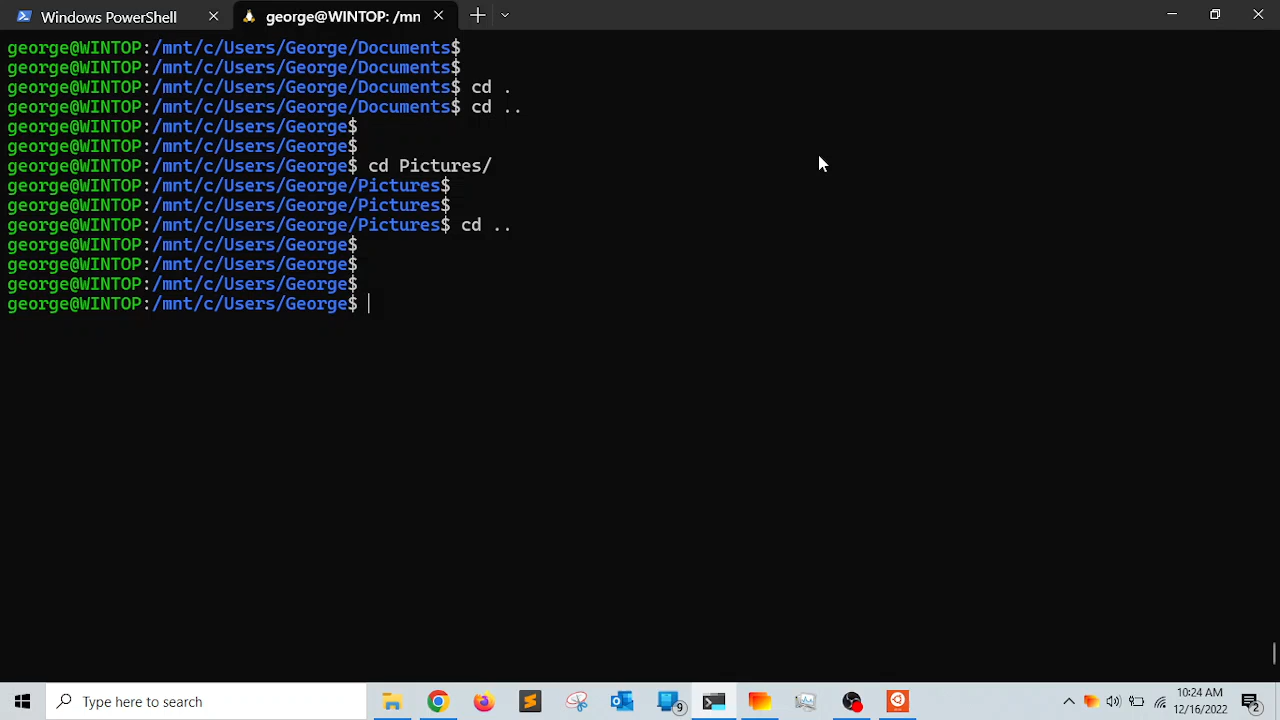 Windows PowerShell
george@WINTOP: /mn
george@WINTOP:/mnt/c/Users/George/Documents$
george@WINTOP:/mnt/c/Users/George/Documents$
george@WINTOP:/mnt/c/Users/George/Documents$ cd .
george@WINTOP:/mnt/c/Users/George/Documents$ cd ..
george@WINTOP:/mnt/c/Users/George$
george@WINTOP:/mnt/c/Users/George$
george@WINTOP:/mnt/c/Users/George$ cd Pictures/
george@WINTOP:/mnt/c/Users/George/Pictures$
george@WINTOP:/mnt/c/Users/George/Pictures$
george@WINTOP:/mnt/c/Users/George/Pictures$ cd ..
george@WINTOP:/mnt/c/Users/George$
george@WINTOP:/mnt/c/Users/George$
george@WINTOP:/mnt/c/Users/George$
george@WINTOP:/mnt/c/Users/George$
Type here to search
9
10:24 AM
12/16/2022
2